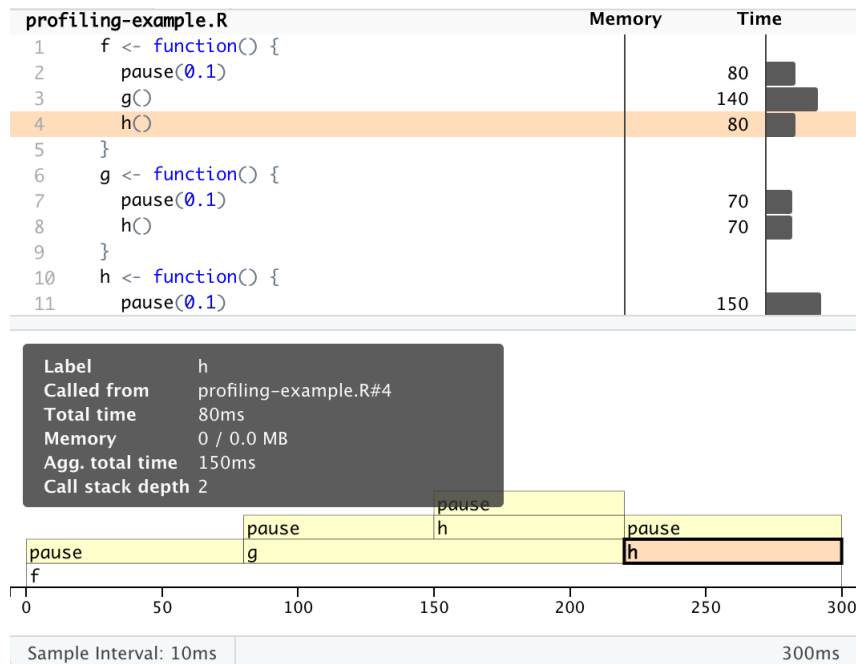 profiling-example.R Memory Time
1 f <- function() {
2 pause(0.1) 80
3 g() 140
4 h() 80
5 }
6 g <- function() {
7 pause(0.1) 70
8 h() 70
9 }
10 h <- function() {
11 pause(0.1) 150
Label h
Called from profiling-example.R#4
Total time 80ms
Memory 0 / 0.0 MB
Agg. total time 150ms
Call stack depth 2
pause
pause h pause
pause g h
f
0 50 100 150 200 250 300
Sample Interval: 10ms 300ms